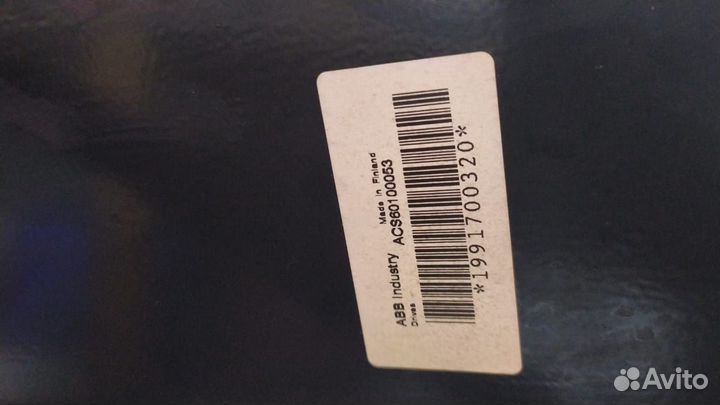 ABB Industry Made in Finland
Drives ACS60100053
*1991700320*
Avito